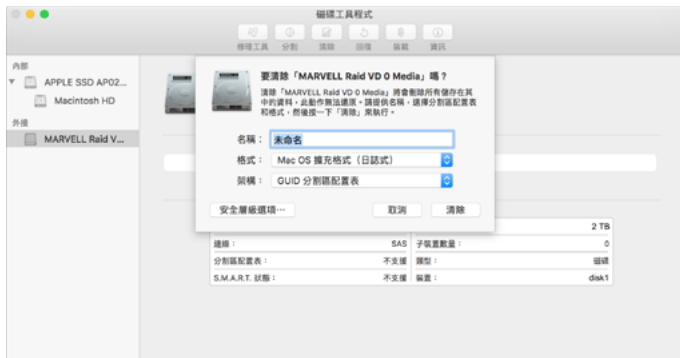 磁碟工具程式
修理工具 分割 清除 回復 裝載 資訊
內部
APPLE SSD AP02...
Macintosh HD
外接
MARVELL Raid V...
要清除「MARVELL Raid VD 0 Media」嗎？
清除「MARVELL Raid VD 0 Media」將會刪除所有儲存在其
中的資料，此動作無法還原。請提供名稱，選擇分割區配置表
和格式，然後按一下「清除」來執行。
名稱： 未命名
格式： Mac OS 擴充格式（日誌式）
架構： GUID 分割區配置表
安全層級選項⋯ 取消 清除
2 TB
連線： SAS 子裝置數量： 0
分割區配置表： 不支援 類型： 磁碟
S.M.A.R.T. 狀態： 不支援 裝置： disk1